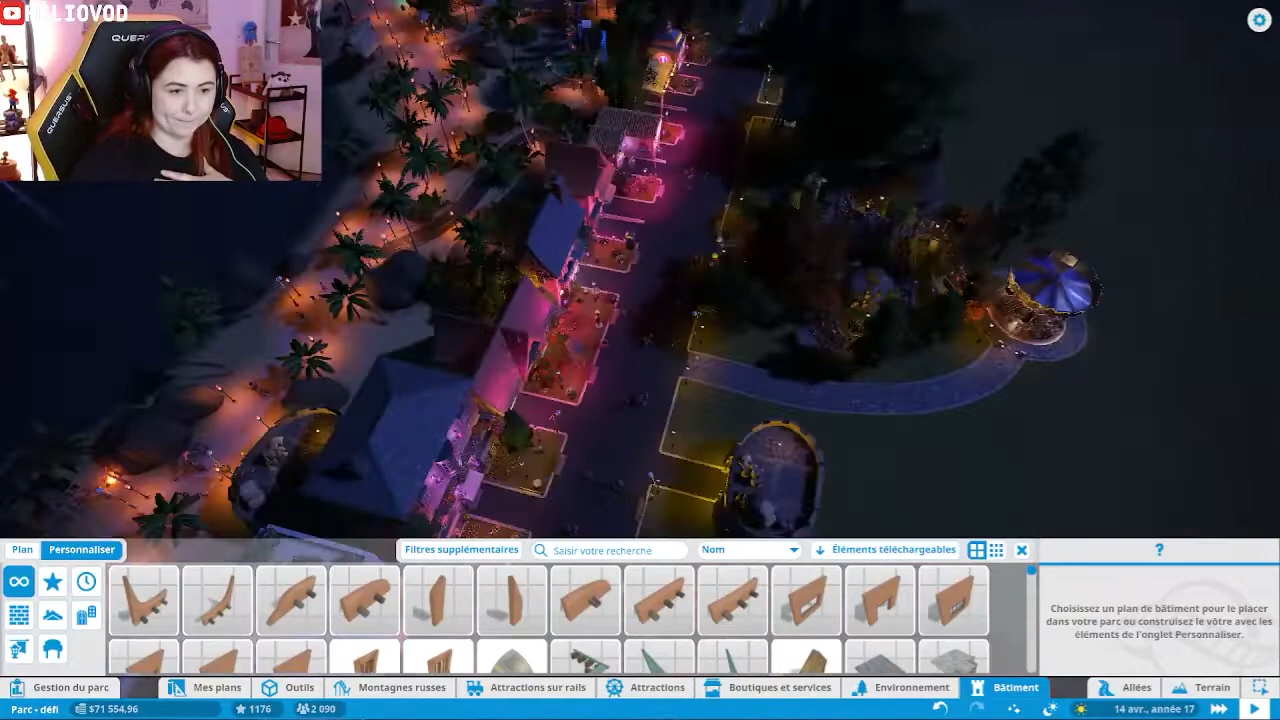 HELIOVOD
QUERSUS
QUERSUS
Plan
Personnaliser
Filtres supplémentaires
Saisir votre recherche
Nom
Éléments téléchargeables
?
Choisissez un plan de bâtiment pour le placer
dans votre parc ou construisez le vôtre avec les
éléments de l'onglet Personnaliser.
Gestion du parc
Mes plans
Outils
Montagnes russes
Attractions sur rails
Attractions
Boutiques et services
Environnement
Bâtiment
Allées
Terrain
Parc - défi
$71 554,96
1176
2 090
14 avr., année 17